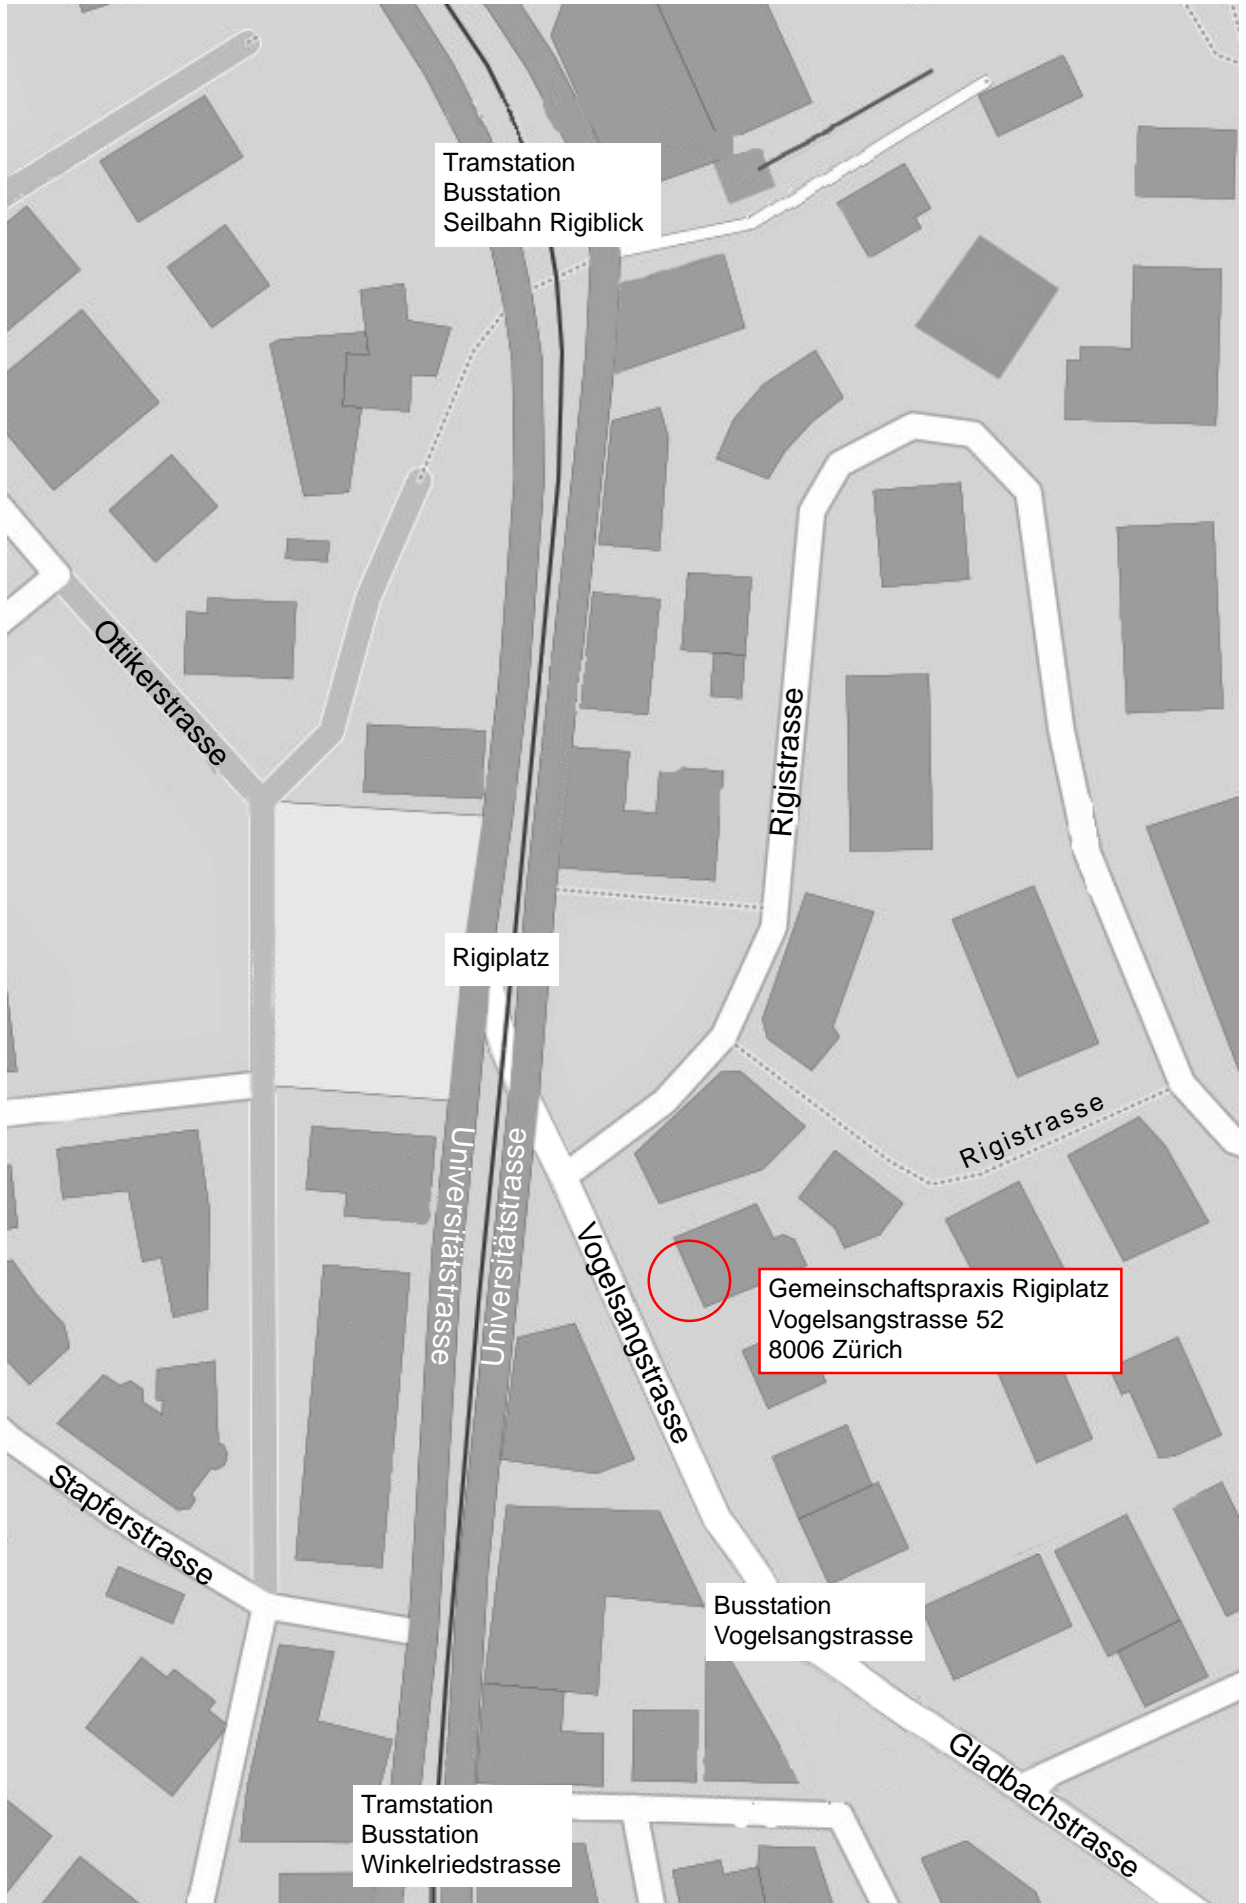 Tramstation
Busstation
Seilbahn Rigiblick
Ottikerstrasse
Rigistrasse
Rigiplatz
Rigistrasse
Universitätstrasse
Universitätstrasse
Vogelsangstrasse
Gemeinschaftspraxis Rigiplatz
Vogelsangstrasse 52
8006 Zürich
Stapferstrasse
Busstation
Vogelsangstrasse
Gladbachstrasse
Tramstation
Busstation
Winkelriedstrasse